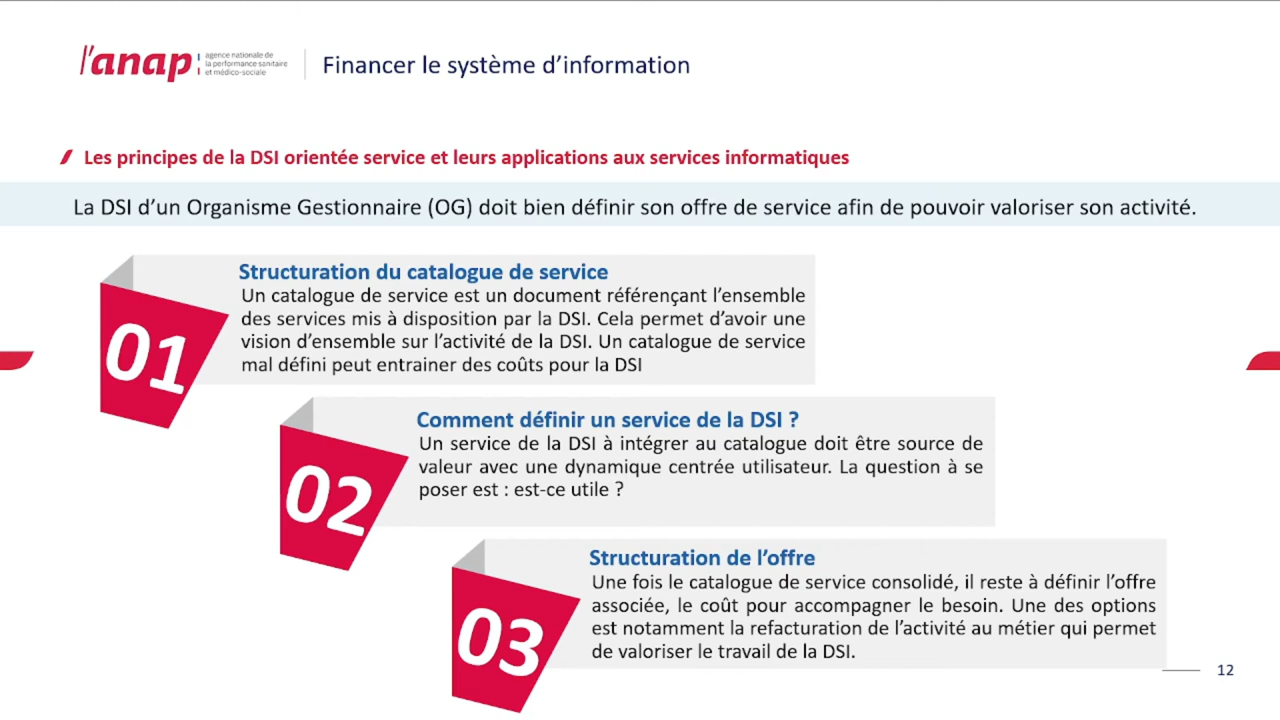 l'anap
agence nationale de
la performance sanitaire
et médico-sociale
Financer le système d'information
Les principes de la DSI orientée service et leurs applications aux services informatiques
La DSI d'un Organisme Gestionnaire (OG) doit bien définir son offre de service afin de pouvoir valoriser son activité.
01
Structuration du catalogue de service
Un catalogue de service est un document référençant l'ensemble
des services mis à disposition par la DSI. Cela permet d'avoir une
vision d'ensemble sur l'activité de la DSI. Un catalogue de service
mal défini peut entrainer des coûts pour la DSI
02
Comment définir un service de la DSI ?
Un service de la DSI à intégrer au catalogue doit être source de
valeur avec une dynamique centrée utilisateur. La question à se
poser est : est-ce utile ?
03
Structuration de l'offre
Une fois le catalogue de service consolidé, il reste à définir l'offre
associée, le coût pour accompagner le besoin. Une des options
est notamment la refacturation de l'activité au métier qui permet
de valoriser le travail de la DSI.
12